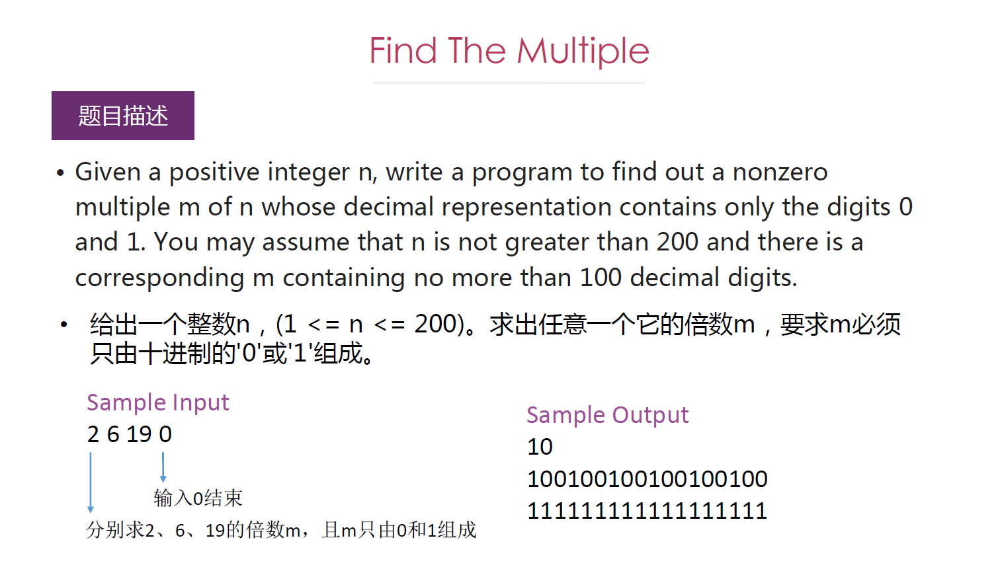 Find The Multiple
题目描述
• Given a positive integer n, write a program to find out a nonzero
multiple m of n whose decimal representation contains only the digits 0
and 1. You may assume that n is not greater than 200 and there is a
corresponding m containing no more than 100 decimal digits.
• 给出一个整数n，(1 <= n <= 200)。求出任意一个它的倍数m，要求m必须
只由十进制的'0'或'1'组成。
Sample Input
2 6 19 0
输入0结束
分别求2、6、19的倍数m，且m只由0和1组成
Sample Output
10
100100100100100100
111111111111111111